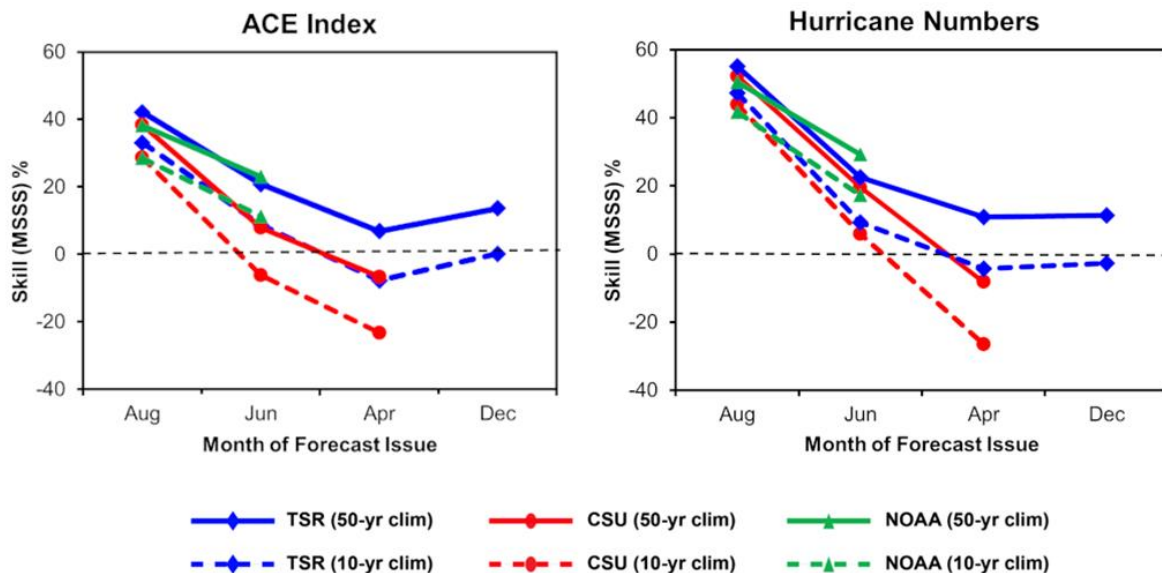 ACE Index
Skill (MSSS) %
60
40
20
0
-20
-40
Aug Jun Apr Dec
Month of Forecast Issue
Hurricane Numbers
Skill (MSSS) %
60
40
20
0
-20
-40
Aug Jun Apr Dec
Month of Forecast Issue
TSR (50-yr clim) CSU (50-yr clim) NOAA (50-yr clim)
TSR (10-yr clim) CSU (10-yr clim) NOAA (10-yr clim)